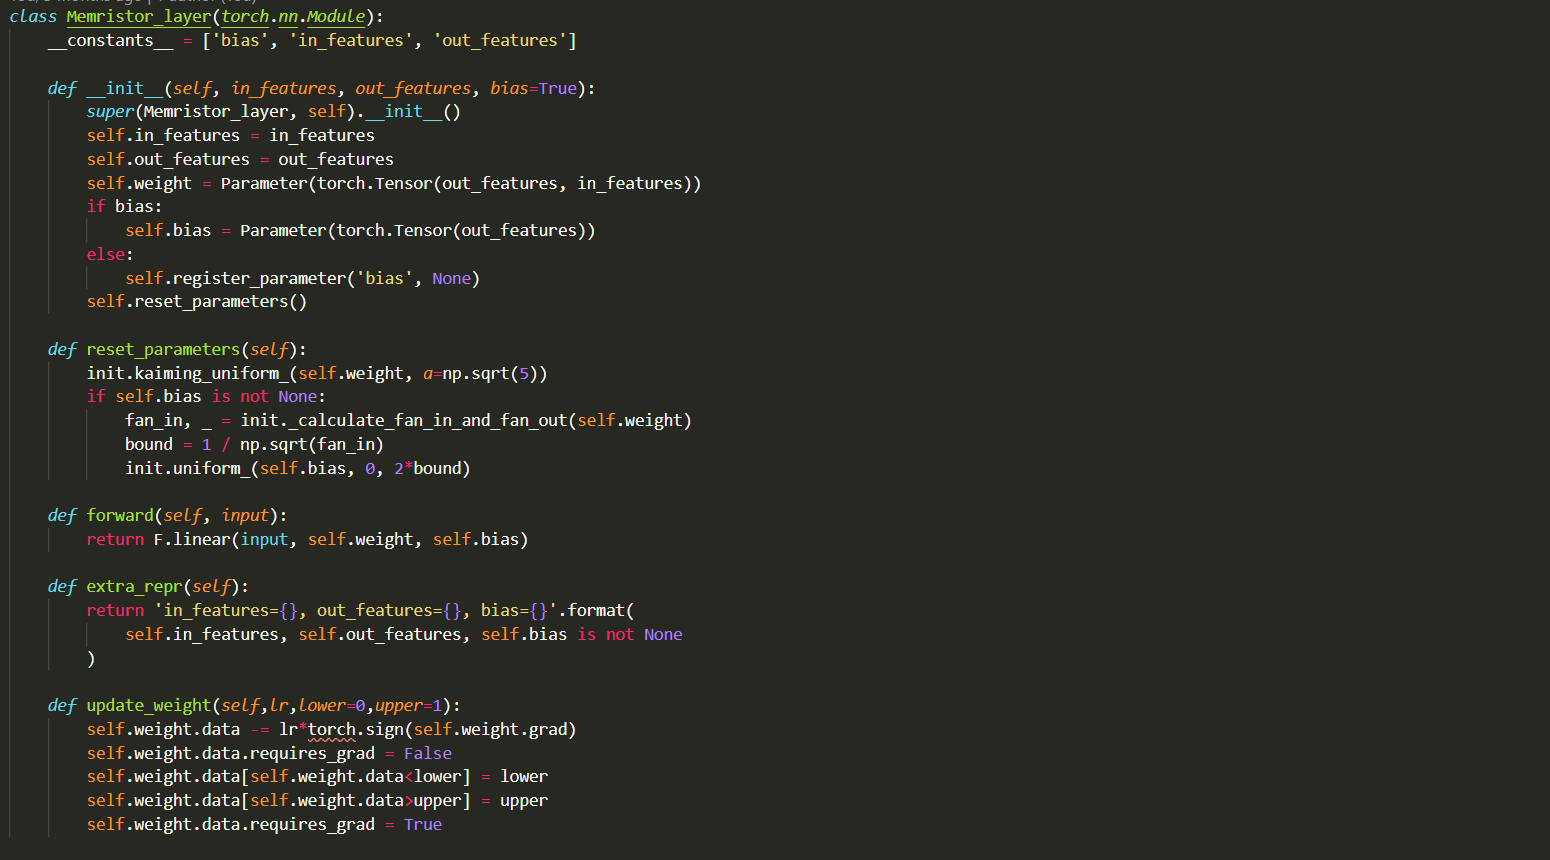 class Memristor_layer(torch.nn.Module):
    __constants__ = ['bias', 'in_features', 'out_features']

    def __init__(self, in_features, out_features, bias=True):
        super(Memristor_layer, self).__init__()
        self.in_features = in_features
        self.out_features = out_features
        self.weight = Parameter(torch.Tensor(out_features, in_features))
        if bias:
            self.bias = Parameter(torch.Tensor(out_features))
        else:
            self.register_parameter('bias', None)
        self.reset_parameters()

    def reset_parameters(self):
        init.kaiming_uniform_(self.weight, a=np.sqrt(5))
        if self.bias is not None:
            fan_in, _ = init._calculate_fan_in_and_fan_out(self.weight)
            bound = 1 / np.sqrt(fan_in)
            init.uniform_(self.bias, 0, 2*bound)

    def forward(self, input):
        return F.linear(input, self.weight, self.bias)

    def extra_repr(self):
        return 'in_features={}, out_features={}, bias={}'.format(
            self.in_features, self.out_features, self.bias is not None
        )

    def update_weight(self,lr,lower=0,upper=1):
        self.weight.data -= lr*torch.sign(self.weight.grad)
        self.weight.data.requires_grad = False
        self.weight.data[self.weight.data<lower] = lower
        self.weight.data[self.weight.data>upper] = upper
        self.weight.data.requires_grad = True